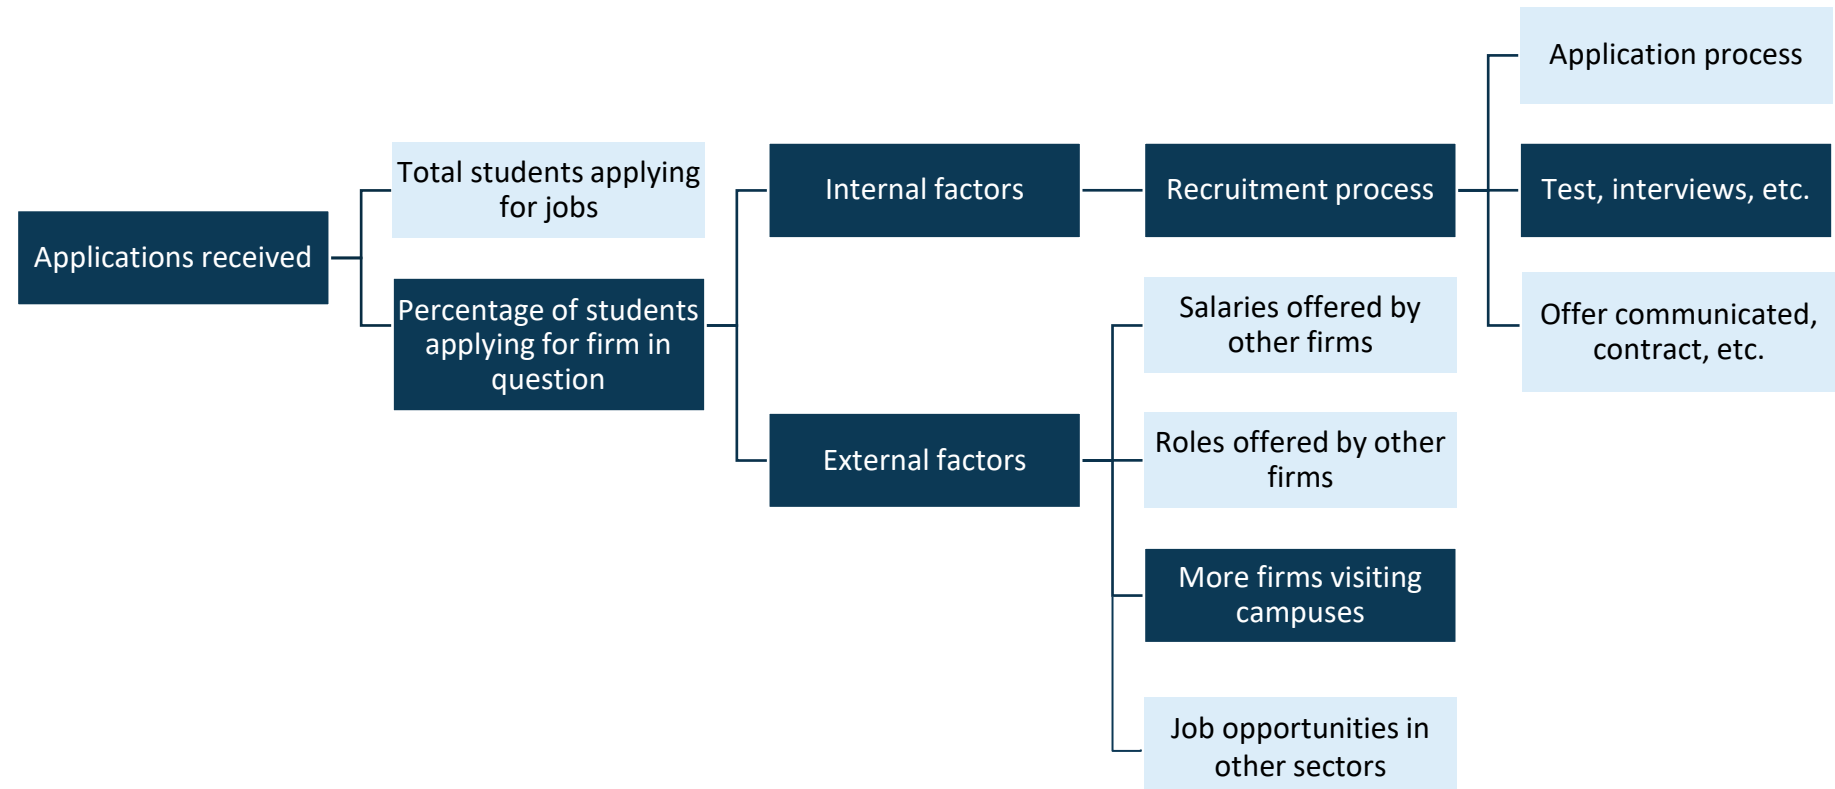 Applications received
Total students applying
for jobs
Percentage of students
applying for firm in
question
Internal factors
External factors
Recruitment process
Salaries offered by
other firms
Roles offered by other
firms
More firms visiting
campuses
Job opportunities in
other sectors
Application process
Test, interviews, etc.
Offer communicated,
contract, etc.